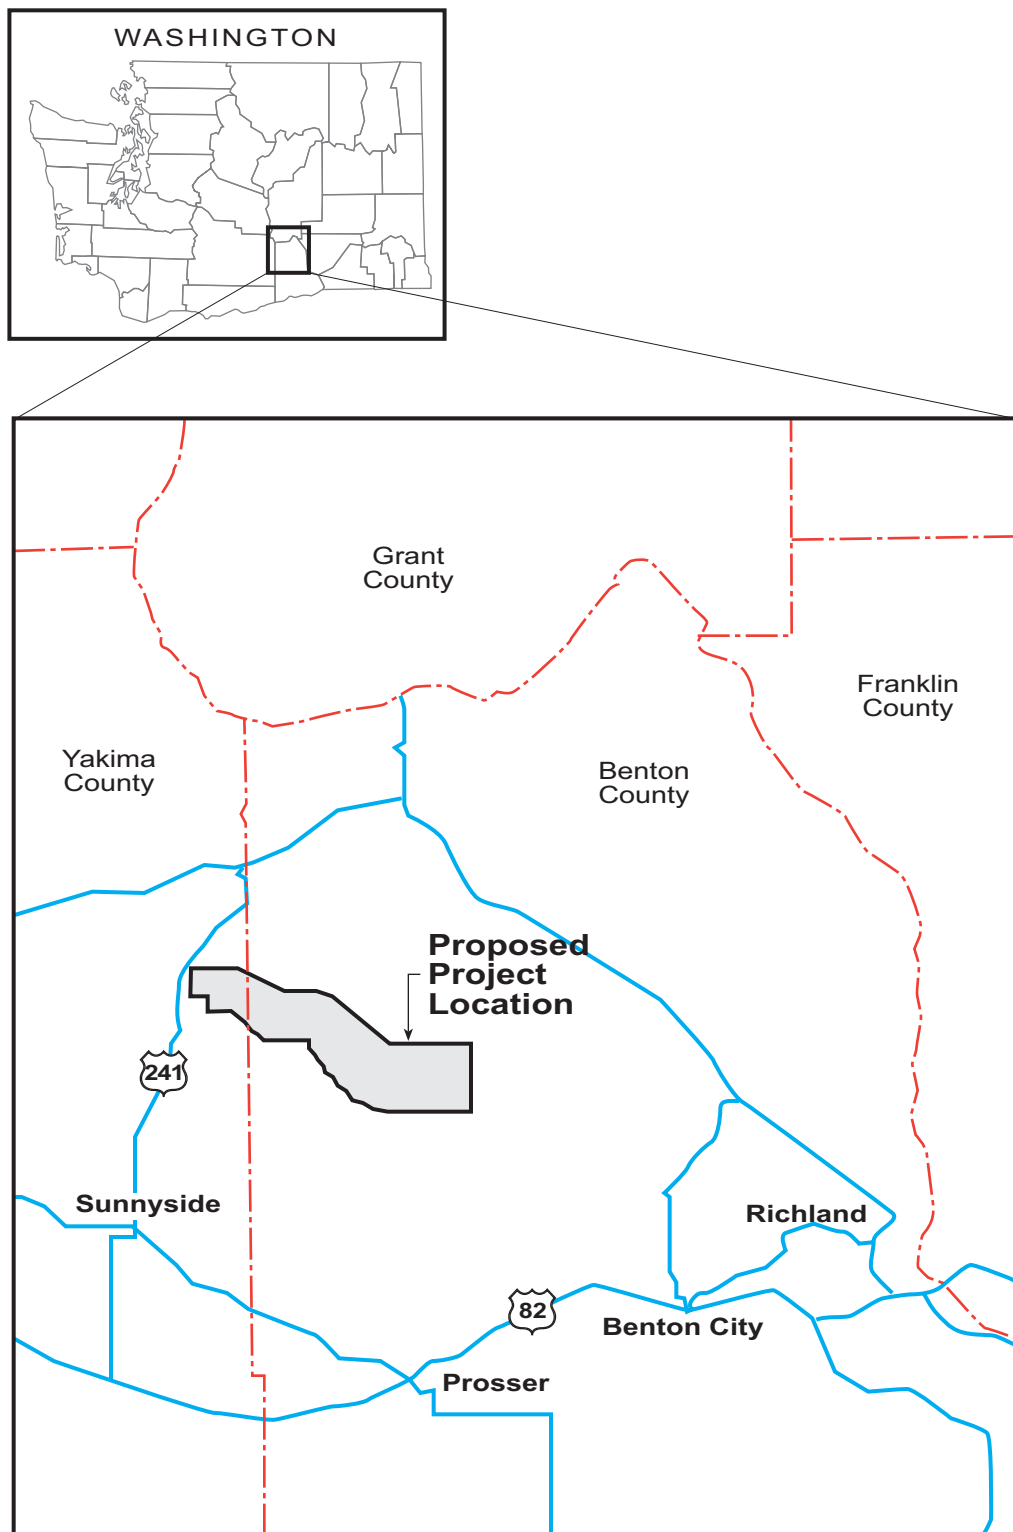 WASHINGTON
Grant
County
Franklin
County
Yakima
County
Benton
County
Proposed
Project
Location
241
Sunnyside
Richland
82
Benton City
Prosser